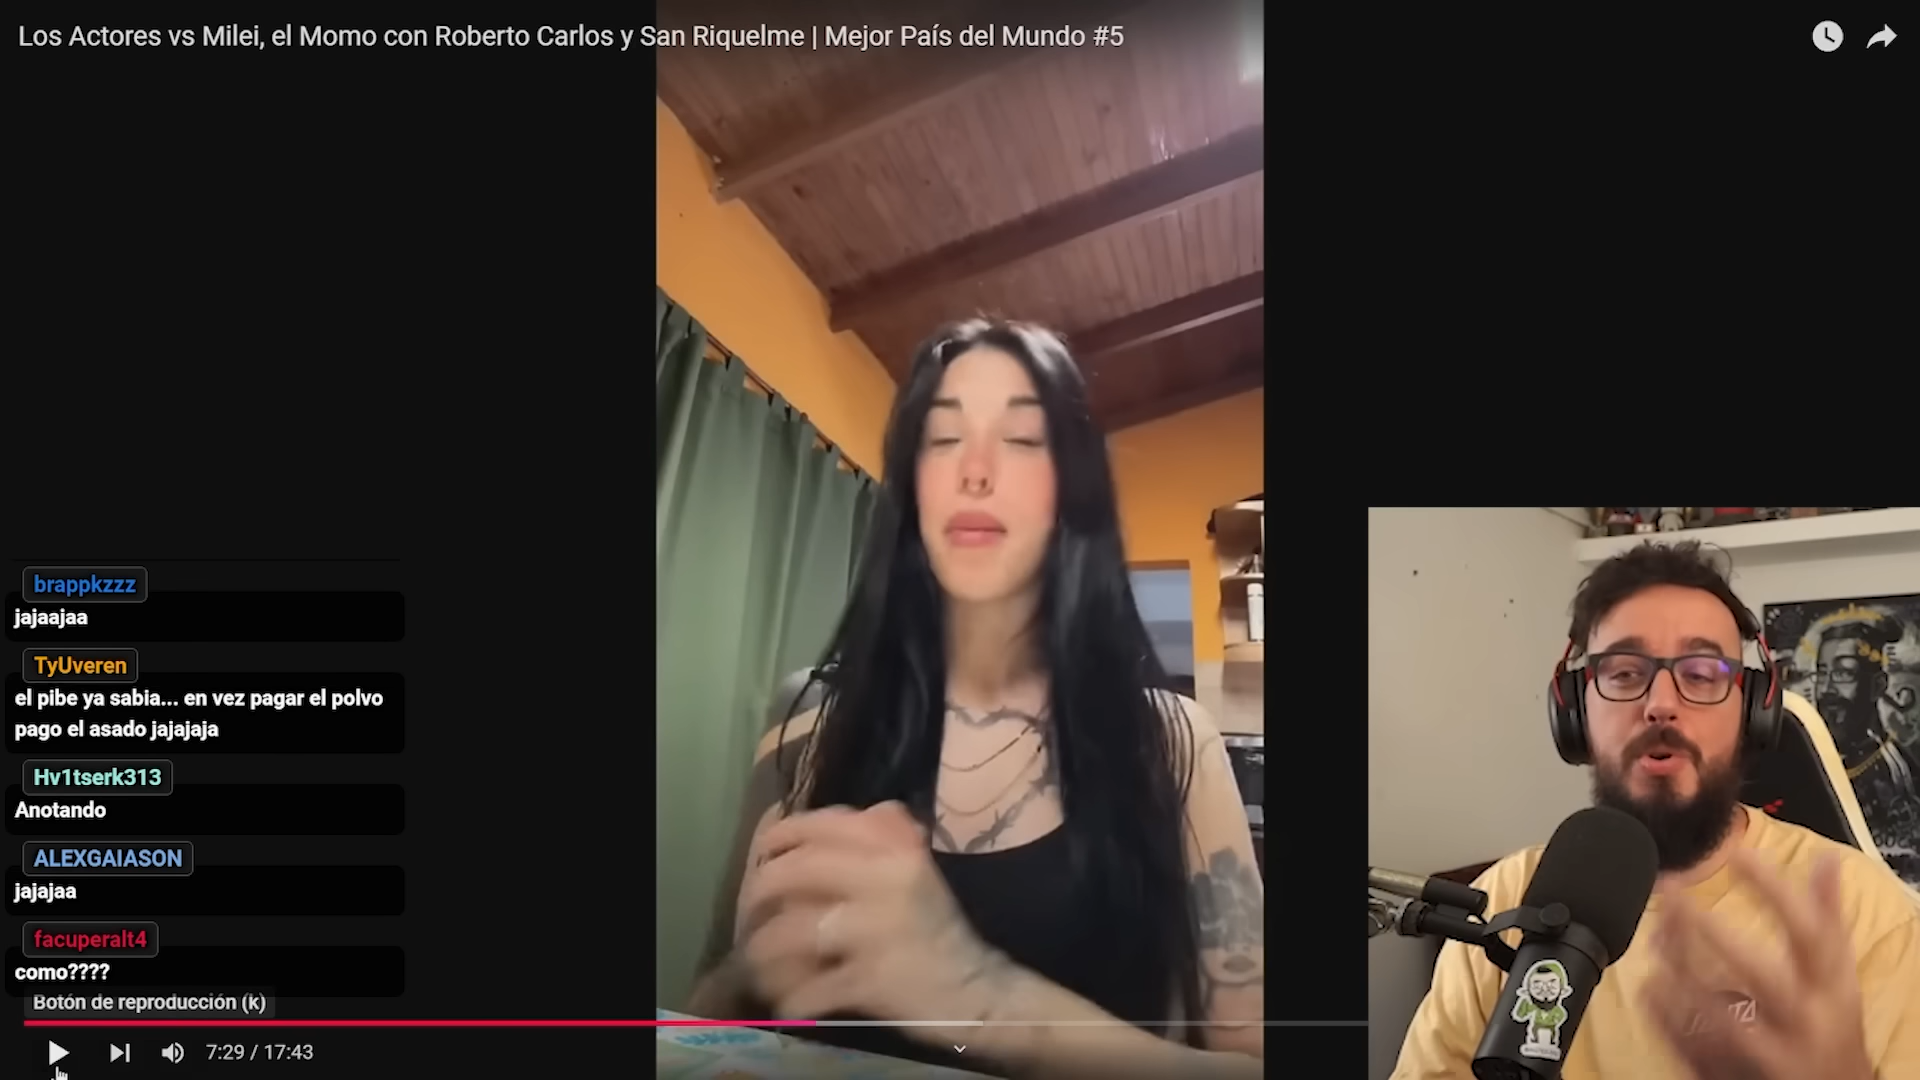 Los Actores vs Milei, el Momo con Roberto Carlos y San Riquelme | Mejor País del Mundo #5
brappkzzz
jajaajaa
TyUveren
el pibe ya sabia... en vez pagar el polvo
pago el asado jajajaja
Hv1tserk313
Anotando
ALEXGAIASON
jajajaa
facuperalt4
como????
Botón de reproducción (k)
7:29 / 17:43